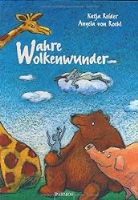 Katja Reider
Angela von Roehl
Wahre
Wolkenwunder